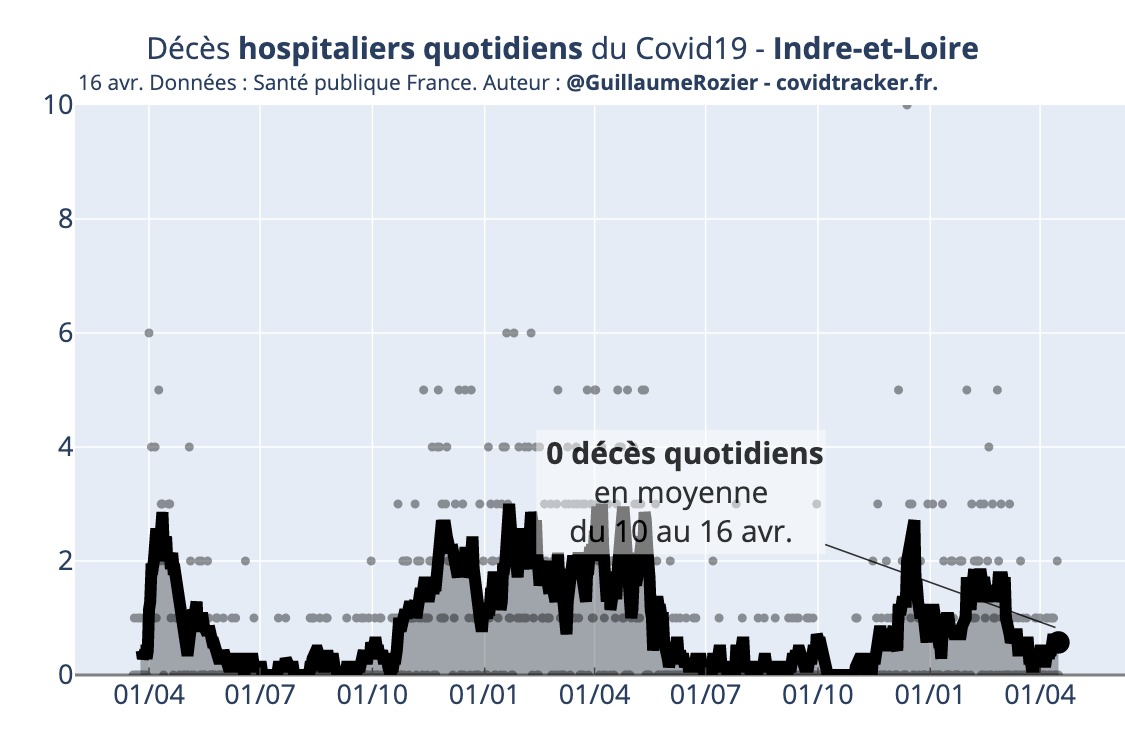 Décès hospitaliers quotidiens du Covid19 - Indre-et-Loire
16 avr. Données : Santé publique France. Auteur : @GuillaumeRozier - covidtracker.fr.
10
8
6
4
2
0
0 décès quotidiens
en moyenne
du 10 au 16 avr.
01/04 01/07 01/10 01/01 01/04 01/07 01/10 01/01 01/04